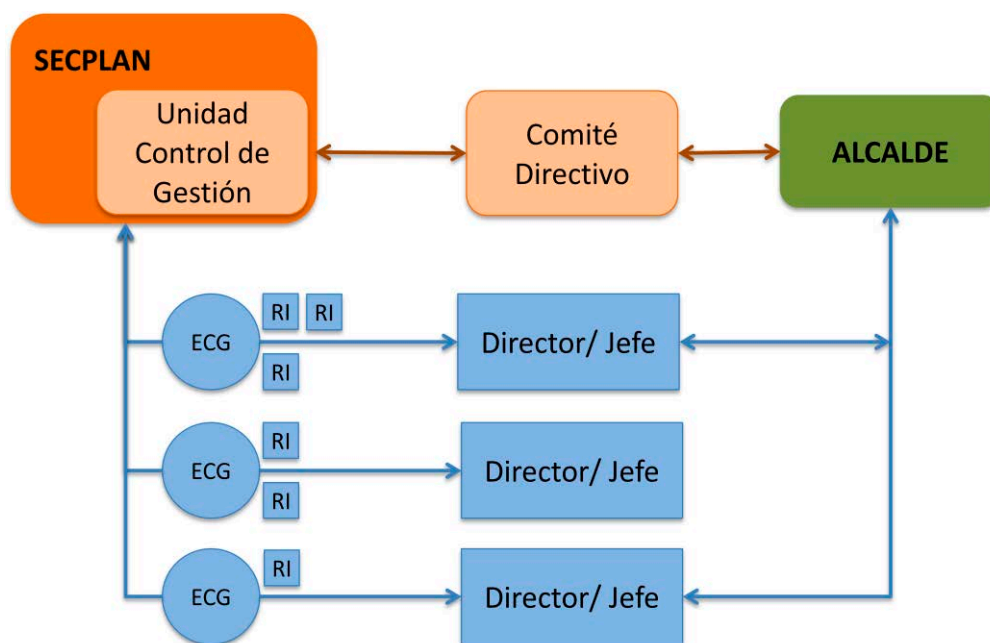 SECPLAN
Unidad
Control de
Gestión
Comité
Directivo
ALCALDE
ECG
RI RI
RI
Director/ Jefe
ECG
RI
RI
Director/ Jefe
ECG
RI
Director/ Jefe